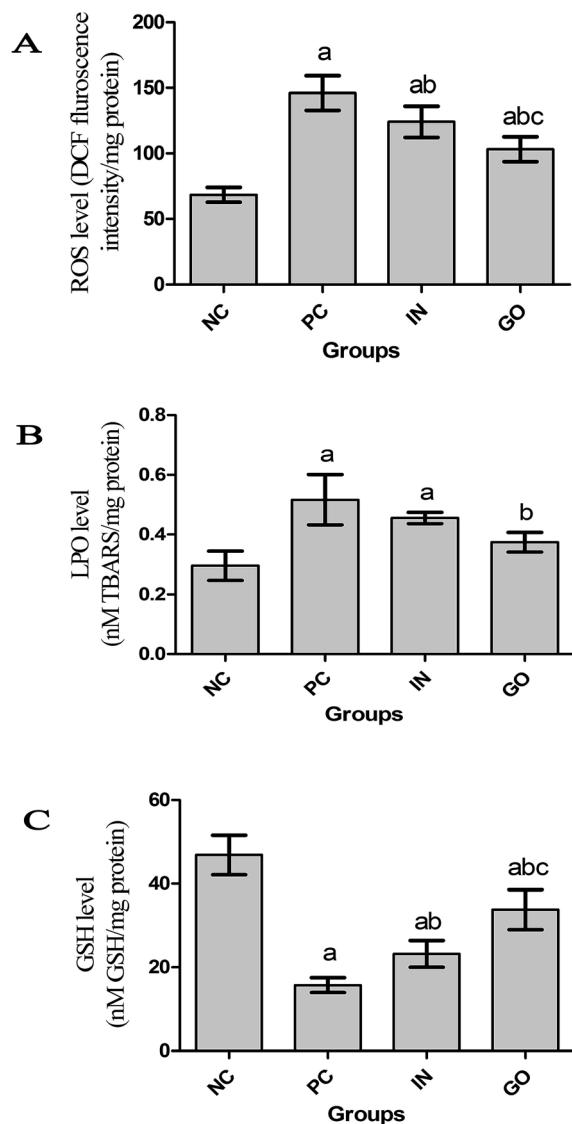 A
ROS level (DCF fluroscence
intensity/mg protein)
200
150
100
50
0
a
ab
abc
NC
PC
IN
GO
Groups
B
LPO level
(nM TBARS/mg protein)
0.8
0.6
0.4
0.2
0.0
a
a
b
NC
PC
IN
GO
Groups
C
GSH level
(nM GSH/mg protein)
60
40
20
0
a
ab
abc
NC
PC
IN
GO
Groups